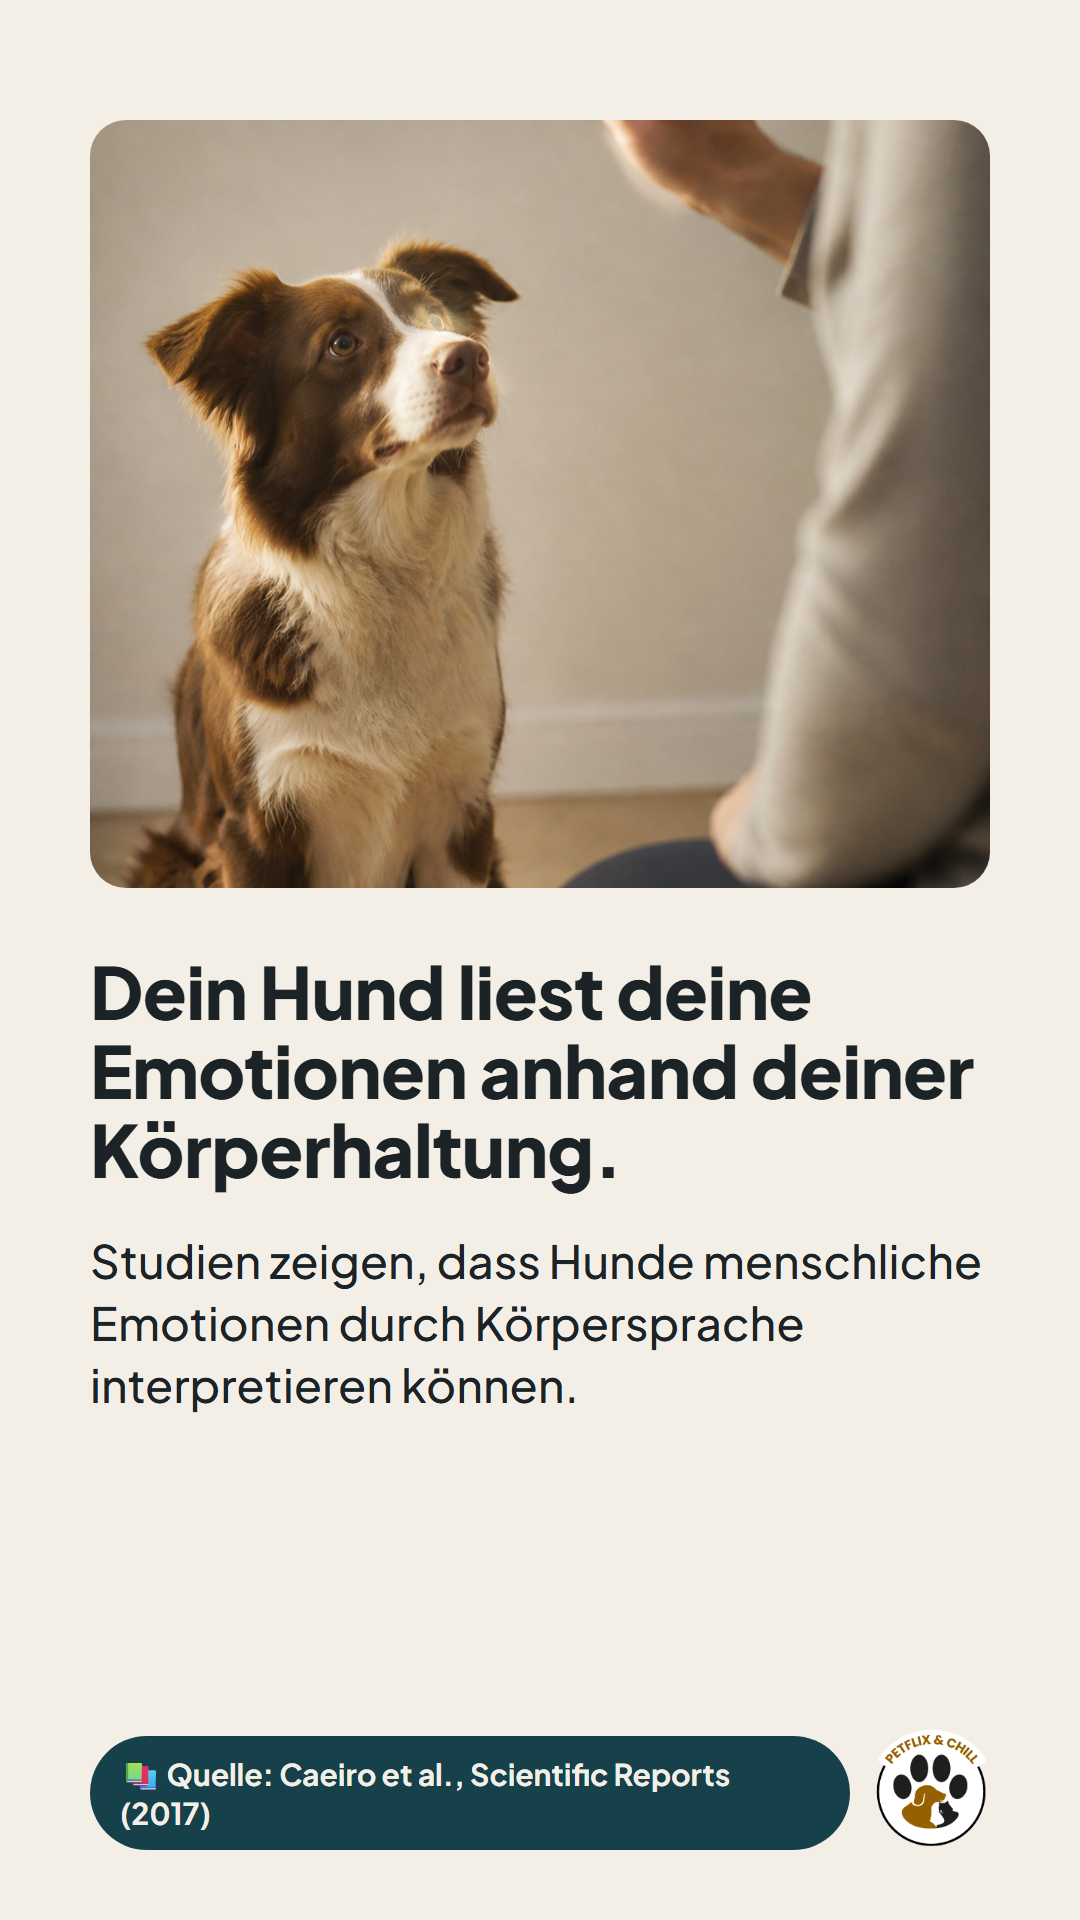 Dein Hund liest deine
Emotionen anhand deiner
Körperhaltung.
Studien zeigen, dass Hunde menschliche
Emotionen durch Körpersprache
interpretieren können.
Quelle: Caeiro et al., Scientific Reports
(2017)
PETFLIX & CHILL